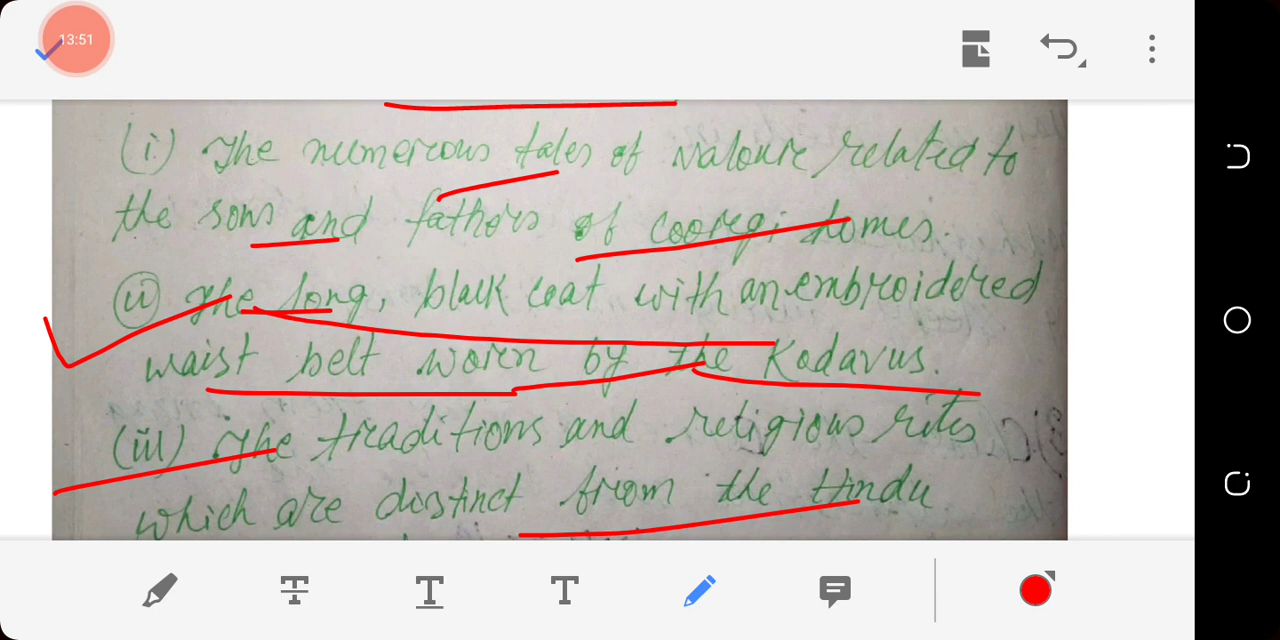 13:51
(i) The numerous tales of valour related to
the sons and fathers of coorgi homes.
(ii) The long, black coat with an embroidered
waist belt worn by the Kodavus.
(iii) The traditions and religious rites
which are distinct from the Hindu